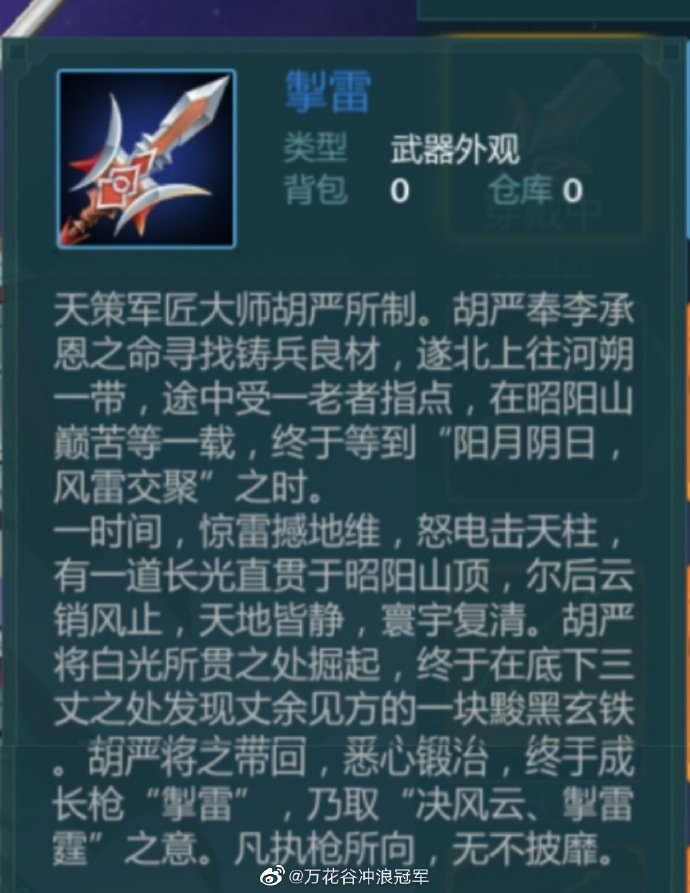 掣雷
类型 武器外观
背包 0 仓库 0
天策军匠大师胡严所制。胡严奉李承
恩之命寻找铸兵良材，遂北上往河朔
一带，途中受一老者指点，在昭阳山
巅苦等一载，终于等到“阳月阴日，
风雷交聚”之时。
一时间，惊雷撼地维，怒电击天柱，
有一道长光直贯于昭阳山顶，尔后云
销风止，天地皆静，寰宇复清。胡严
将白光所贯之处掘起，终于在底下三
丈之处发现丈余见方的一块黢黑玄铁
。胡严将之带回，悉心锻冶，终于成
长枪“掣雷”，乃取“决风云、掣雷
霆”之意。凡执枪所向，无不披靡。
@万花谷冲浪冠军